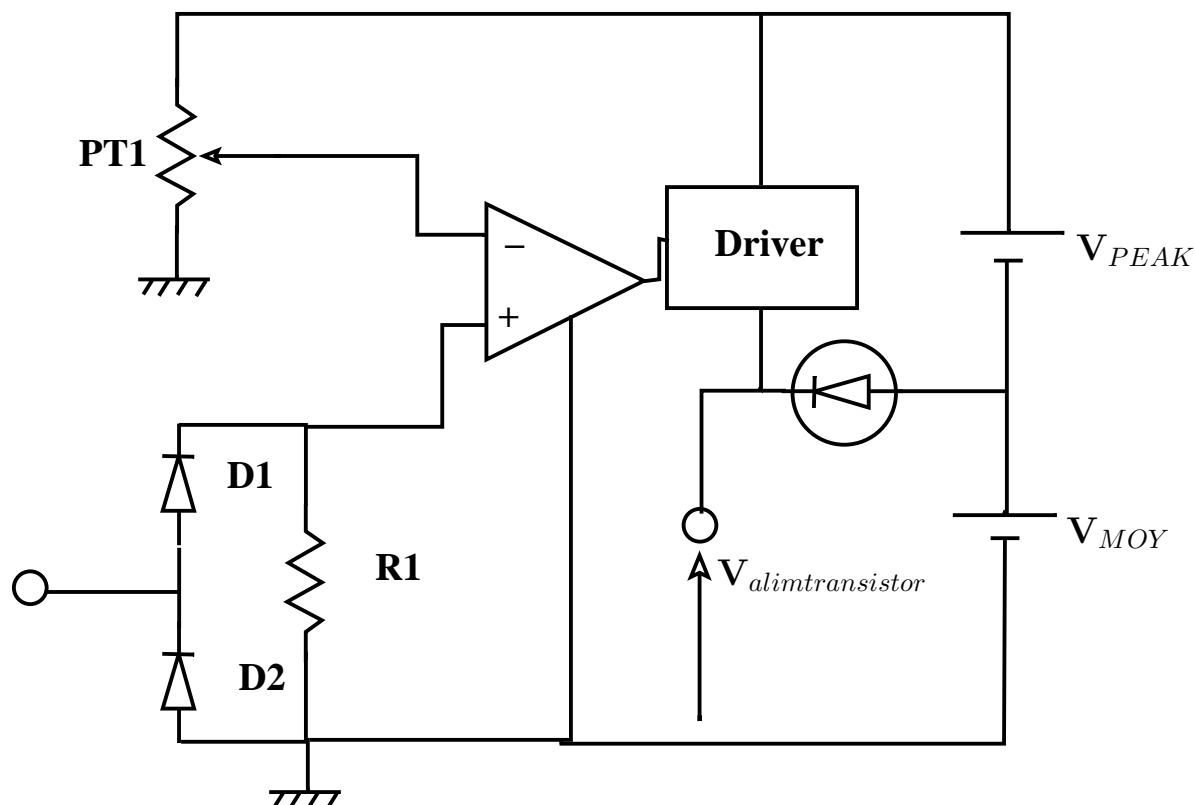 PT1
Driver
V_PEAK
−
+
D1
R1
V_MOY
V_alimtransistor
D2